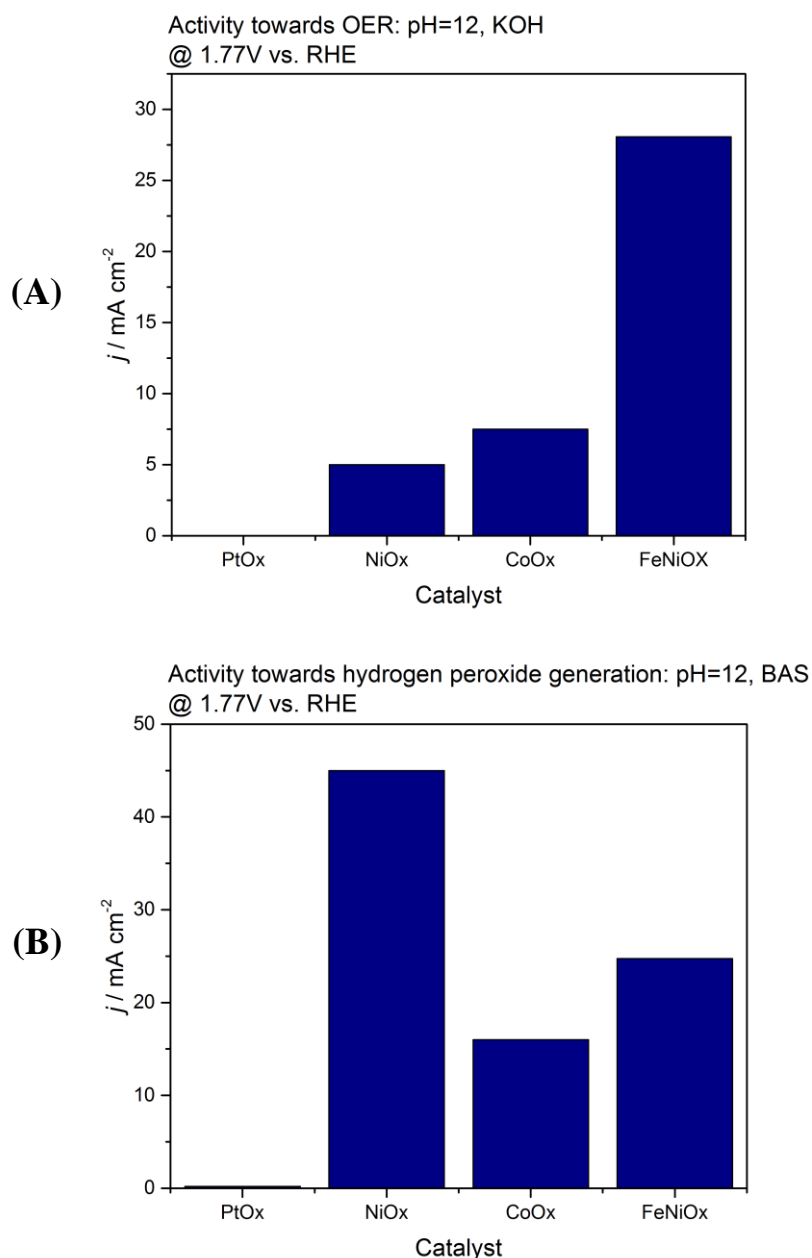 Activity towards OER: pH=12, KOH
@ 1.77V vs. RHE
(A)
j / mA cm-2
30
25
20
15
10
5
0
PtOx NiOx CoOx FeNiOX
Catalyst
Activity towards hydrogen peroxide generation: pH=12, BAS
@ 1.77V vs. RHE
(B)
j / mA cm-2
50
40
30
20
10
0
PtOx NiOx CoOx FeNiOx
Catalyst